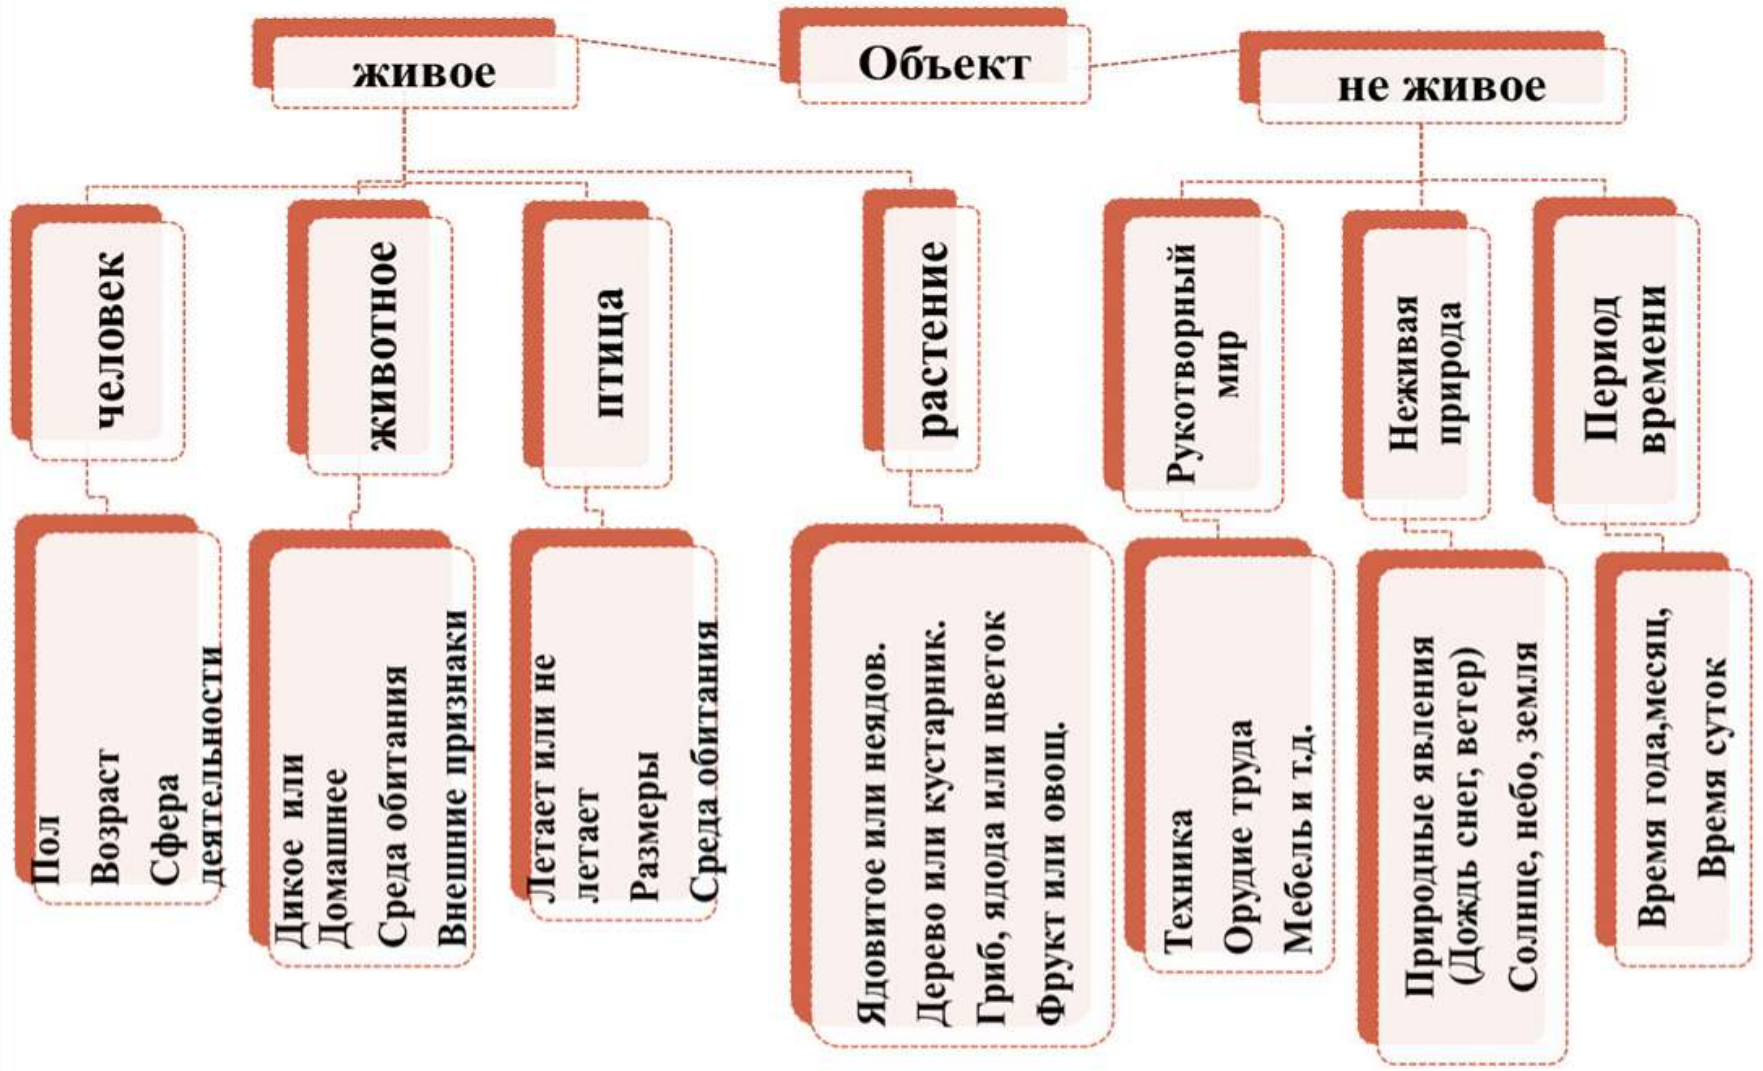 живое
Объект
не живое
человек
животное
птица
растение
Рукотворный
мир
Неживая
природа
Период
времени
Пол
Возраст
Сфера
деятельности
Дикое или
Домашнее
Среда обитания
Внешние признаки
Летает или не
летает
Размеры
Среда обитания
Ядовитое или неядов.
Дерево или кустарник.
Гриб, ядода или цветок
Фрукт или овощ.
Техника
Орудие труда
Мебель и т.д.
Природные явления
(Дождь снег, ветер)
Солнце, небо, земля
Время года,месяц,
Время суток